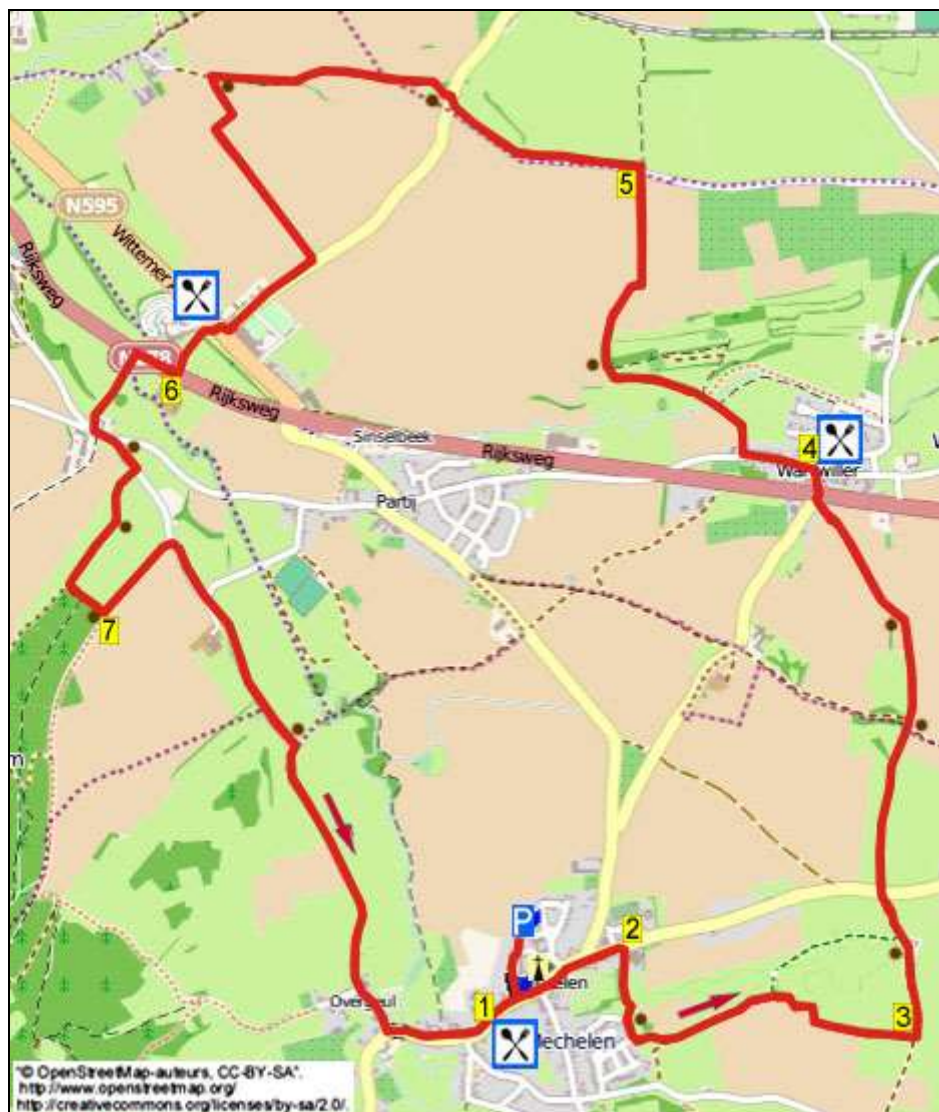 N595
Wittemer
Rijksweg
5
6
Rijksweg
Sinselbeek
Rijksweg
4
Partij
7
P
2
Overgeul
1
3
"© OpenStreetMap-auteurs, CC-BY-SA".
http://www.openstreetmap.org/
http://creativecommons.org/licenses/by-sa/2.0/.